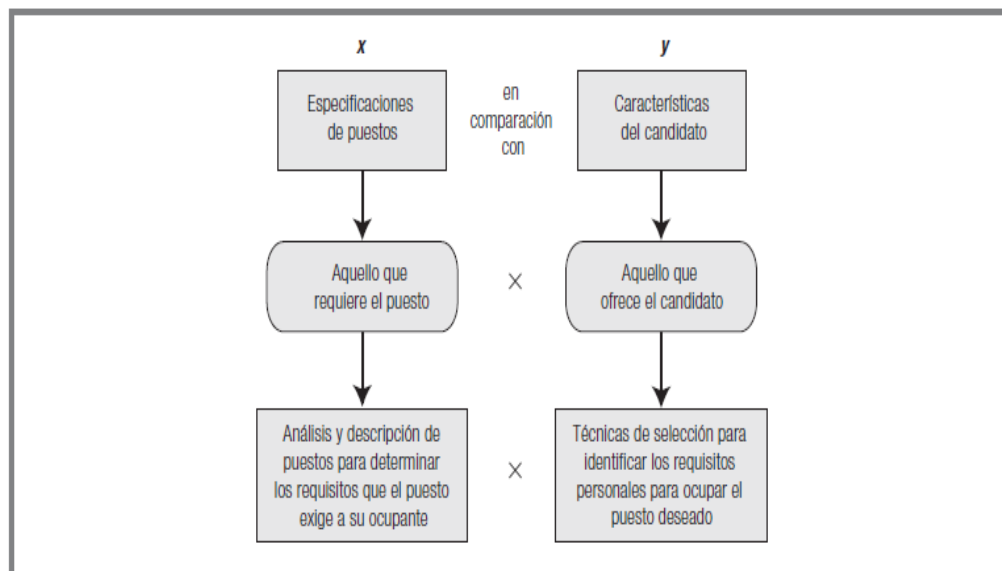 x
y
Especificaciones
de puestos
en
comparación
con
Características
del candidato
Aquello que
requiere el puesto
×
Aquello que
ofrece el candidato
Análisis y descripción de
puestos para determinar
los requisitos que el puesto
exige a su ocupante
×
Técnicas de selección para
identificar los requisitos
personales para ocupar el
puesto deseado